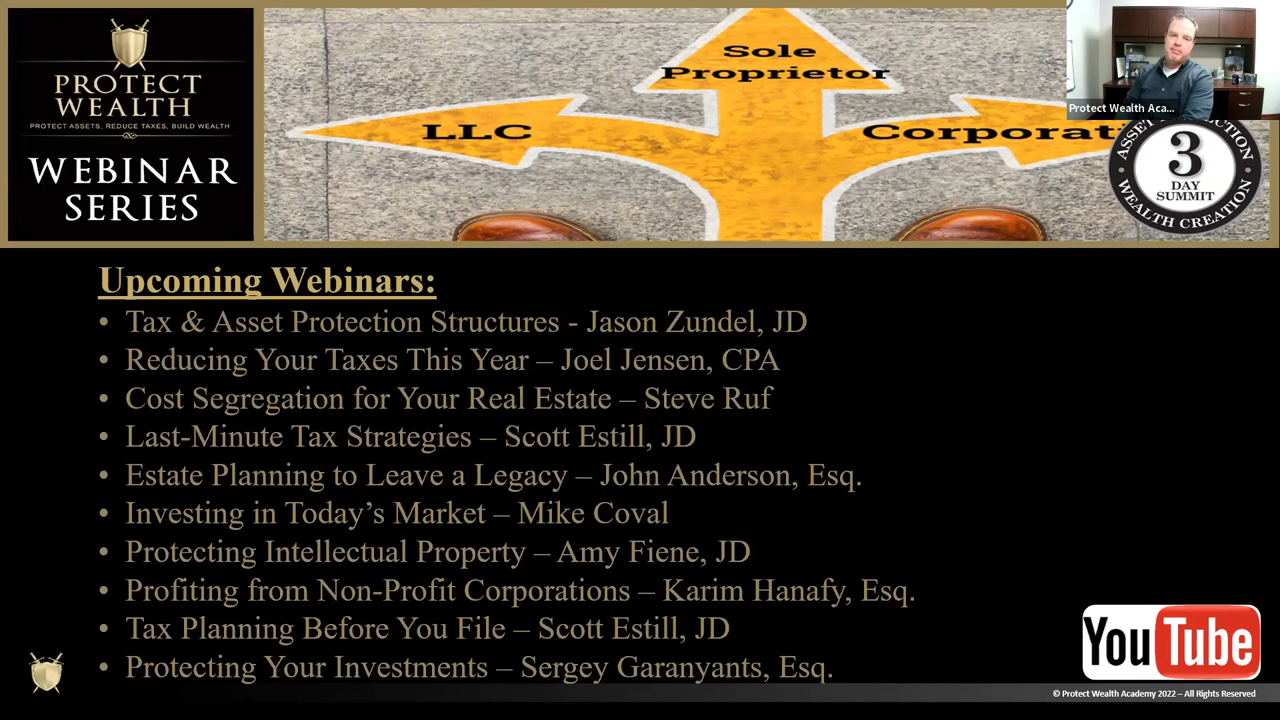 PROTECT
WEALTH
PROTECT ASSETS, REDUCE TAXES, BUILD WEALTH
WEBINAR
SERIES
Sole
Proprietor
LLC
Corporat
Protect Wealth Aca...
3
DAY
SUMMIT
WEALTH CREATION
Upcoming Webinars:
• Tax & Asset Protection Structures - Jason Zundel, JD
• Reducing Your Taxes This Year – Joel Jensen, CPA
• Cost Segregation for Your Real Estate – Steve Ruf
• Last-Minute Tax Strategies – Scott Estill, JD
• Estate Planning to Leave a Legacy – John Anderson, Esq.
• Investing in Today’s Market – Mike Coval
• Protecting Intellectual Property – Amy Fiene, JD
• Profiting from Non-Profit Corporations – Karim Hanafy, Esq.
• Tax Planning Before You File – Scott Estill, JD
• Protecting Your Investments – Sergey Garanyants, Esq.
YouTube
© Protect Wealth Academy 2022 – All Rights Reserved